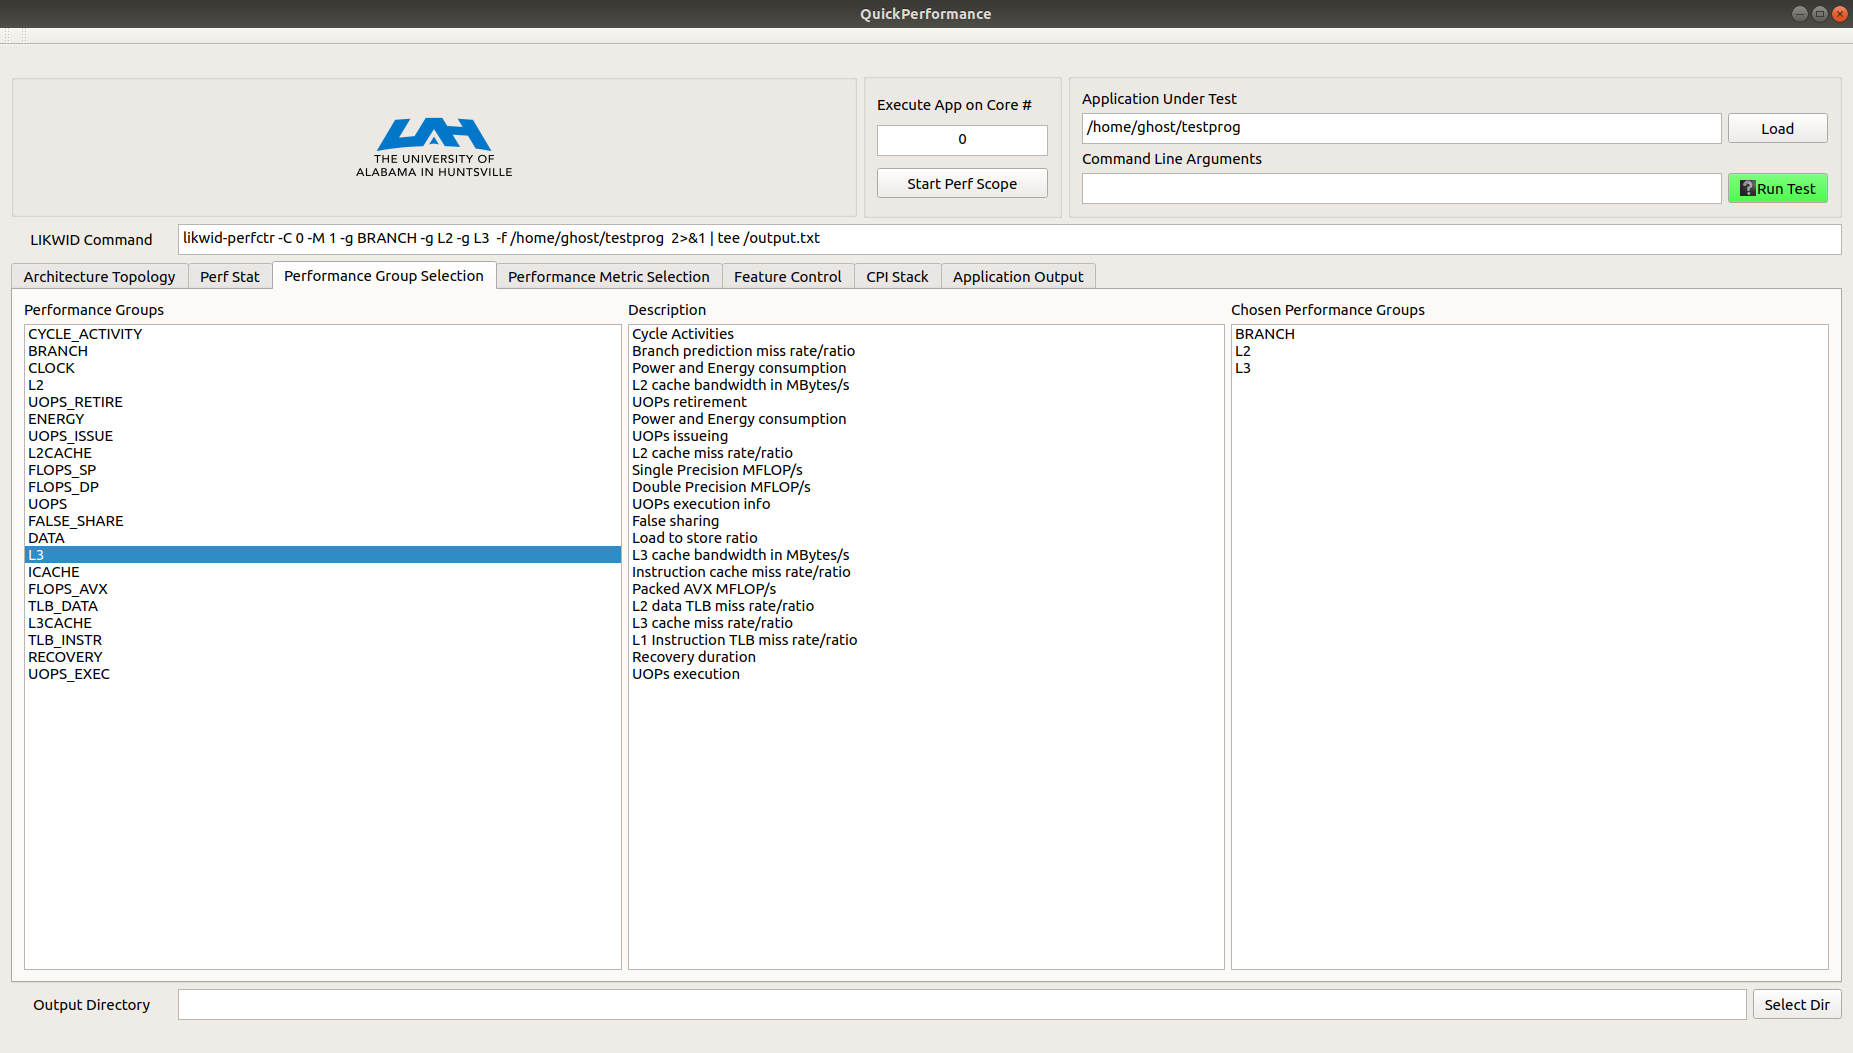 QuickPerformance
THE UNIVERSITY OF
ALABAMA IN HUNTSVILLE
Execute App on Core #
0
Start Perf Scope
Application Under Test
/home/ghost/testprog
Load
Command Line Arguments
Run Test
LIKWID Command
likwid-perfctr -C 0 -M 1 -g BRANCH -g L2 -g L3  -f /home/ghost/testprog  2>&1 | tee /output.txt
Architecture Topology
Perf Stat
Performance Group Selection
Performance Metric Selection
Feature Control
CPI Stack
Application Output
Performance Groups
CYCLE_ACTIVITY
BRANCH
CLOCK
L2
UOPS_RETIRE
ENERGY
UOPS_ISSUE
L2CACHE
FLOPS_SP
FLOPS_DP
UOPS
FALSE_SHARE
DATA
L3
ICACHE
FLOPS_AVX
TLB_DATA
L3CACHE
TLB_INSTR
RECOVERY
UOPS_EXEC
Description
Cycle Activities
Branch prediction miss rate/ratio
Power and Energy consumption
L2 cache bandwidth in MBytes/s
UOPs retirement
Power and Energy consumption
UOPs issueing
L2 cache miss rate/ratio
Single Precision MFLOP/s
Double Precision MFLOP/s
UOPs execution info
False sharing
Load to store ratio
L3 cache bandwidth in MBytes/s
Instruction cache miss rate/ratio
Packed AVX MFLOP/s
L2 data TLB miss rate/ratio
L3 cache miss rate/ratio
L1 Instruction TLB miss rate/ratio
Recovery duration
UOPs execution
Chosen Performance Groups
BRANCH
L2
L3
Output Directory
Select Dir